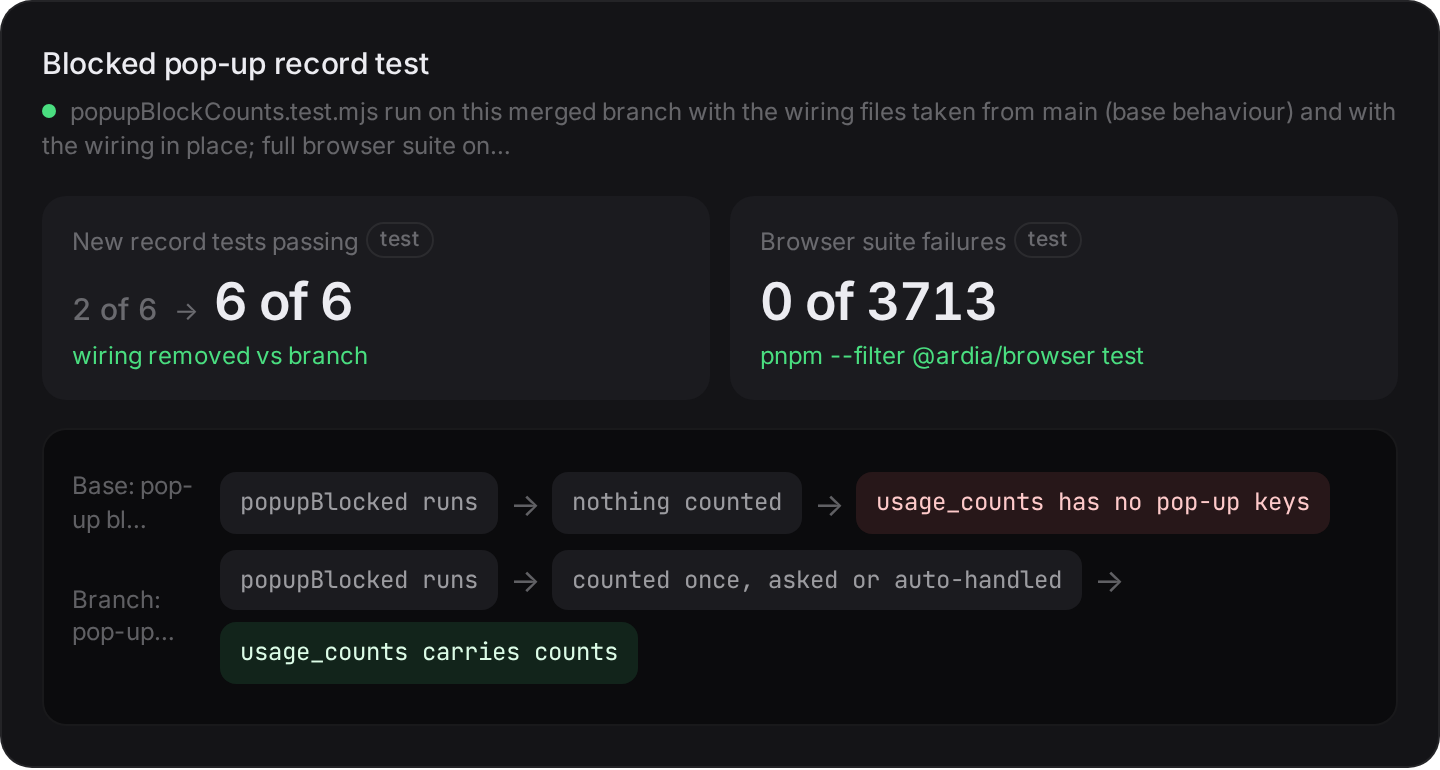 Blocked pop-up record test
popupBlockCounts.test.mjs run on this merged branch with the wiring files taken from main (base behaviour) and with
the wiring in place; full browser suite on...
New record tests passing test
2 of 6 → 6 of 6
wiring removed vs branch
Browser suite failures test
0 of 3713
pnpm --filter @ardia/browser test
Base: pop-
up bl...
popupBlocked runs → nothing counted → usage_counts has no pop-up keys
Branch:
pop-up...
popupBlocked runs → counted once, asked or auto-handled →
usage_counts carries counts